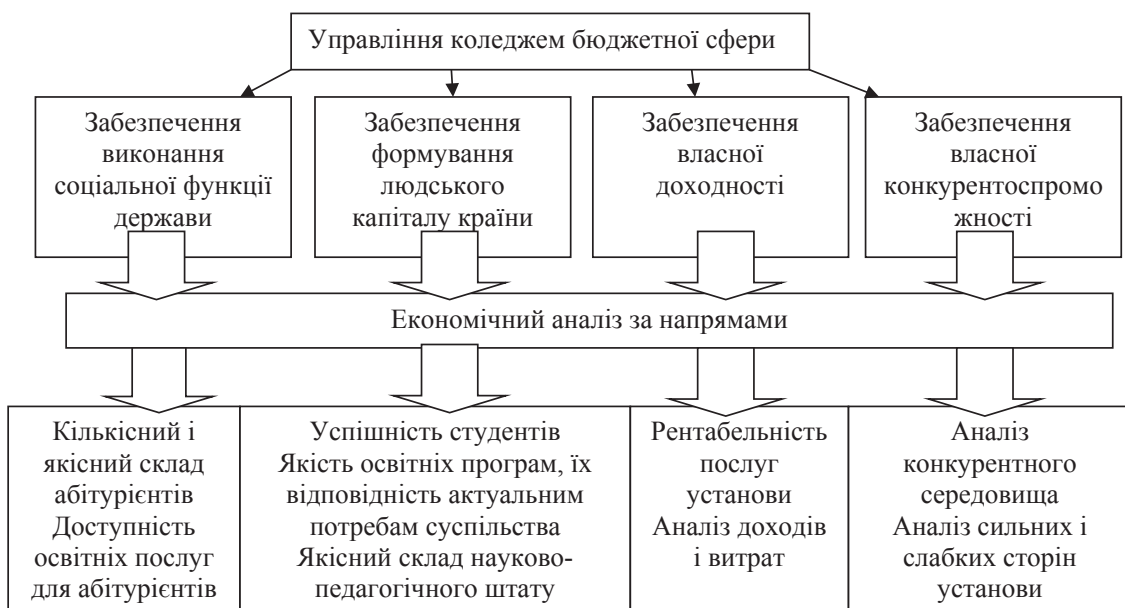 Управління коледжем бюджетної сфери
Забезпечення
виконання
соціальної функції
держави
Забезпечення
формування
людського
капіталу країни
Забезпечення
власної
доходності
Забезпечення
власної
конкурентоспромо
жності
Економічний аналіз за напрямами
Кількісний і
якісний склад
абітурієнтів
Доступність
освітніх послуг
для абітурієнтів
Успішність студентів
Якість освітніх програм, їх
відповідність актуальним
потребам суспільства
Якісний склад науково-
педагогічного штату
Рентабельність
послуг
установи
Аналіз доходів
і витрат
Аналіз
конкурентного
середовища
Аналіз сильних і
слабких сторін
установи